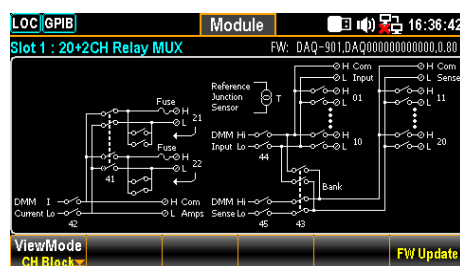 LOC GPIB Module 16:36:42
Slot 1 : 20+2CH Relay MUX FW: DAQ-901,DAQ000000000000,0.80
H Com H Com
L Input L Sense
Reference
Junction
Sensor
T
H
L 01
H
L 11
Fuse
H
L 21
DMM Hi
Input Lo
44
H
L 10
H
L 20
Fuse
H
L 22
41
Bank
DMM I
Current Lo
42
H Com
L Amps
DMM Hi
Sense Lo
45 43
ViewMode
CH Block
FW Update